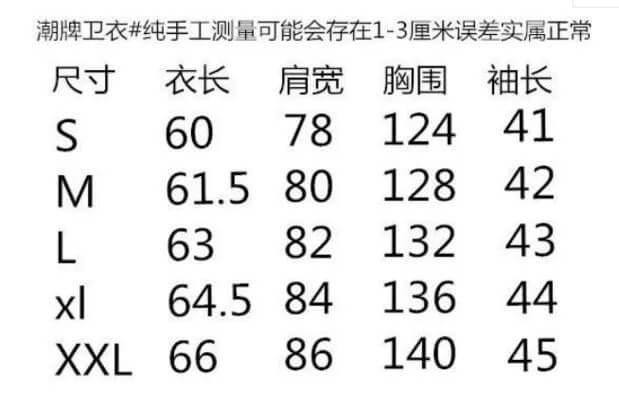 潮牌卫衣#纯手工测量可能会存在1-3厘米误差实属正常
尺寸 衣长 肩宽 胸围 袖长
S 60 78 124 41
M 61.5 80 128 42
L 63 82 132 43
xl 64.5 84 136 44
XXL 66 86 140 45